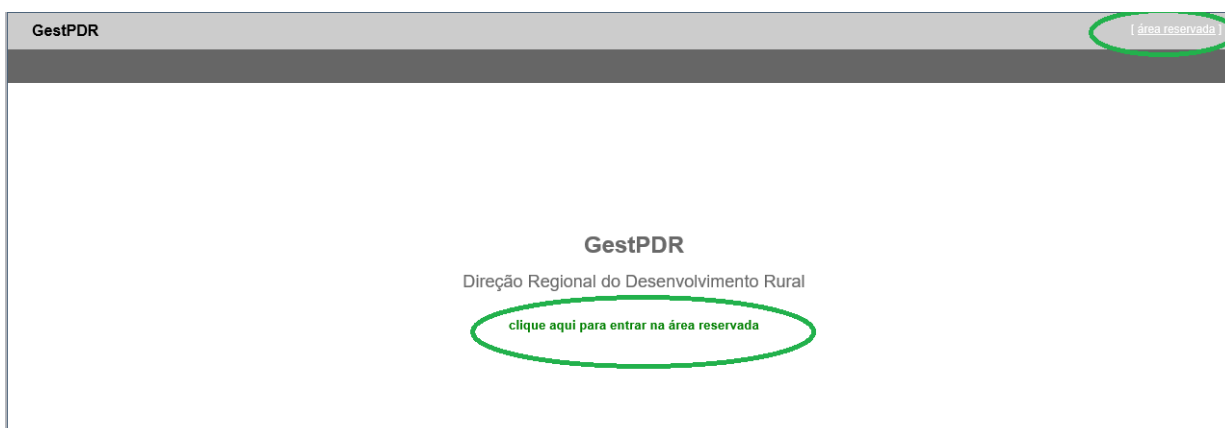 GestPDR
[ área reservada ]
GestPDR
Direção Regional do Desenvolvimento Rural
clique aqui para entrar na área reservada